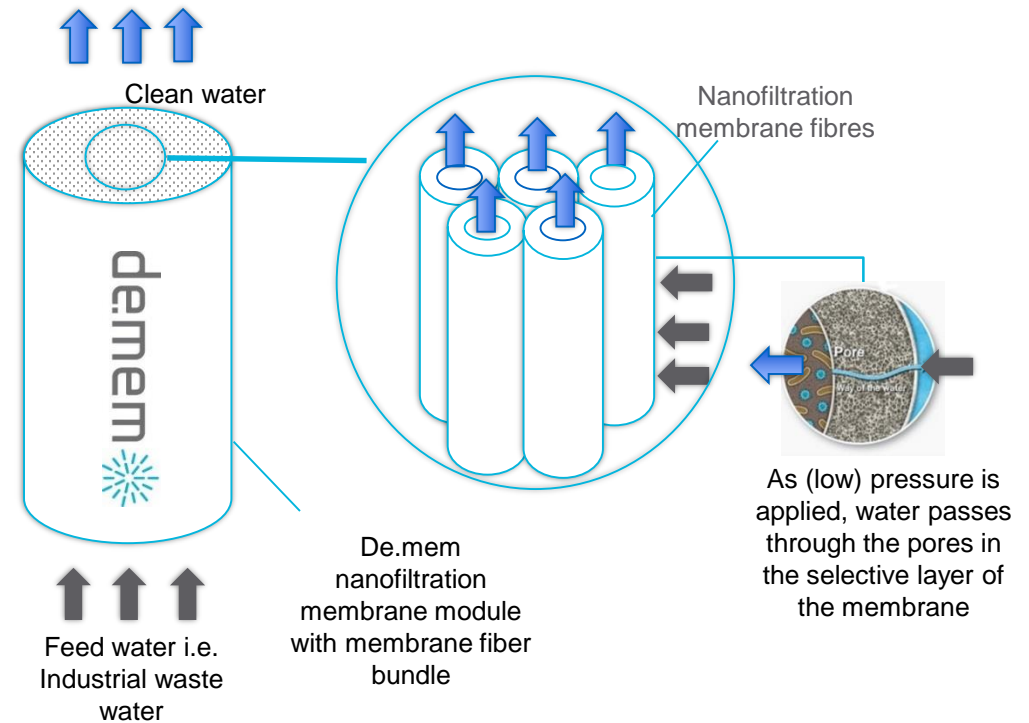 Clean water
Nanofiltration
membrane fibres
de.mem
Pore
Way of the water
As (low) pressure is
applied, water passes
through the pores in
the selective layer of
the membrane
De.mem
nanofiltration
membrane module
with membrane fiber
bundle
Feed water i.e.
Industrial waste
water